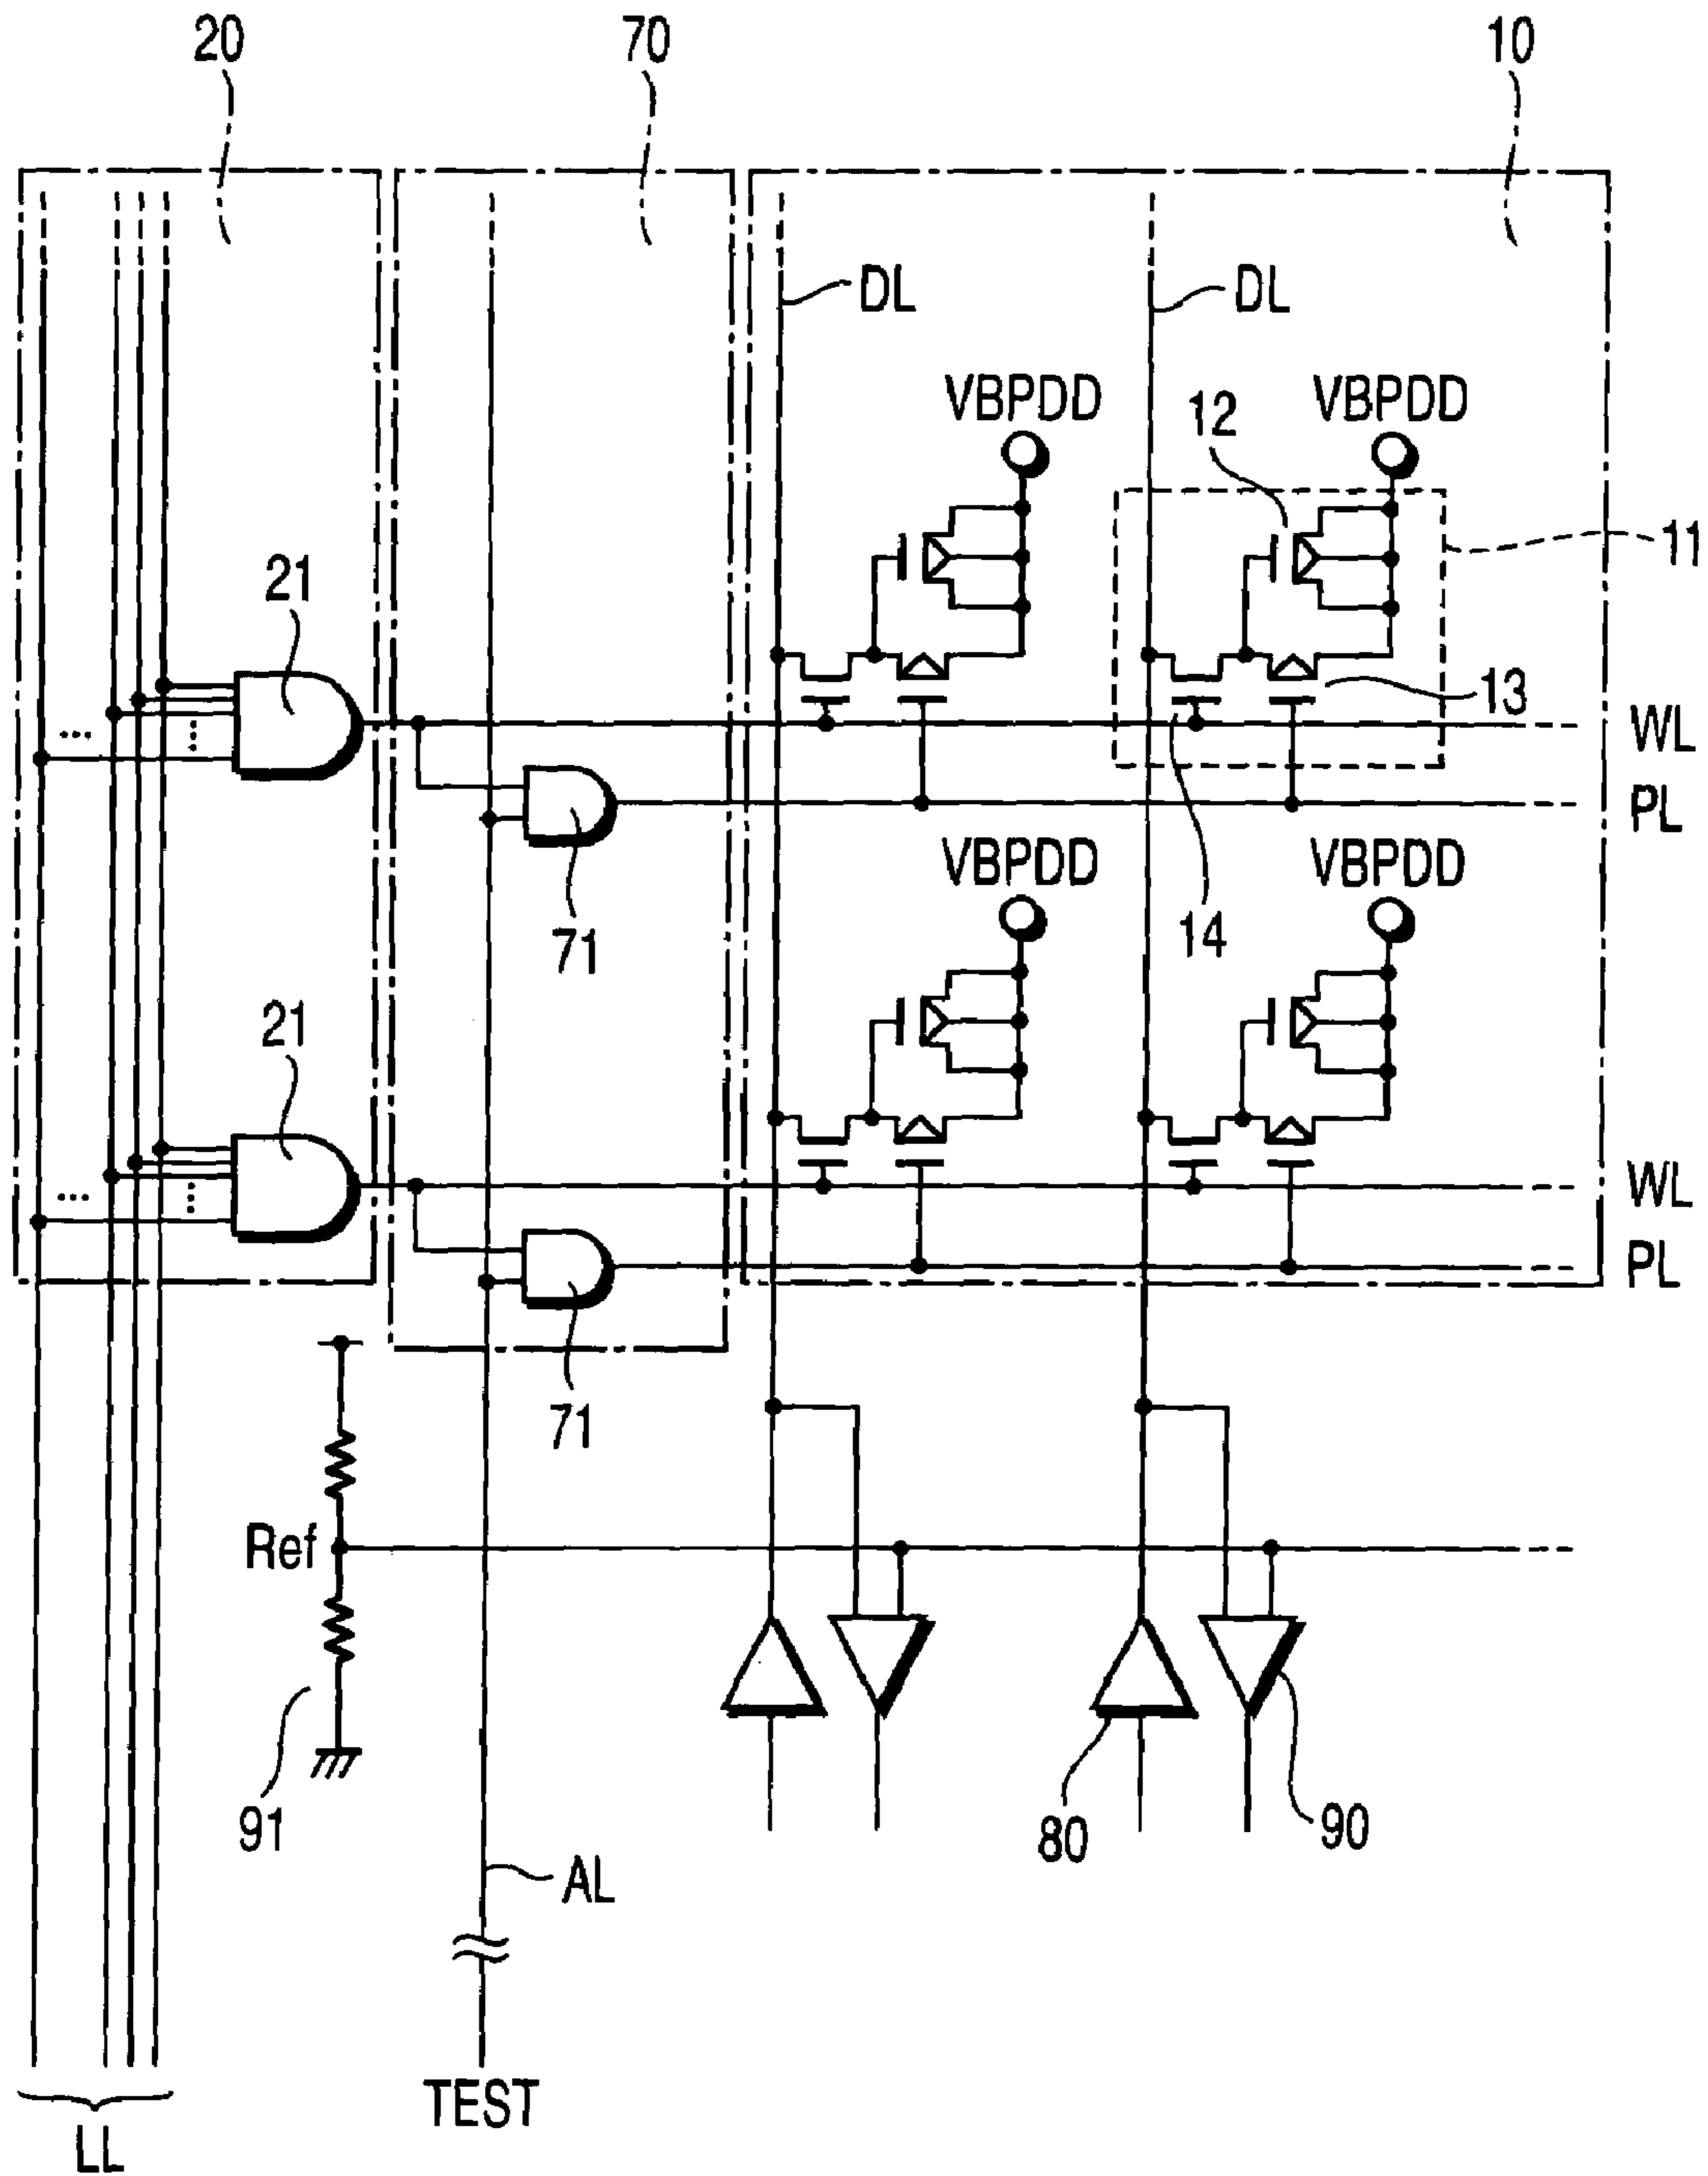 20 70 10
DL DL
VBPDD VBPDD
12
11
21
13
WL
PL
71
14
VBPDD VBPDD
21
WL
PL
71
Ref
91
80 90
AL
TEST
LL